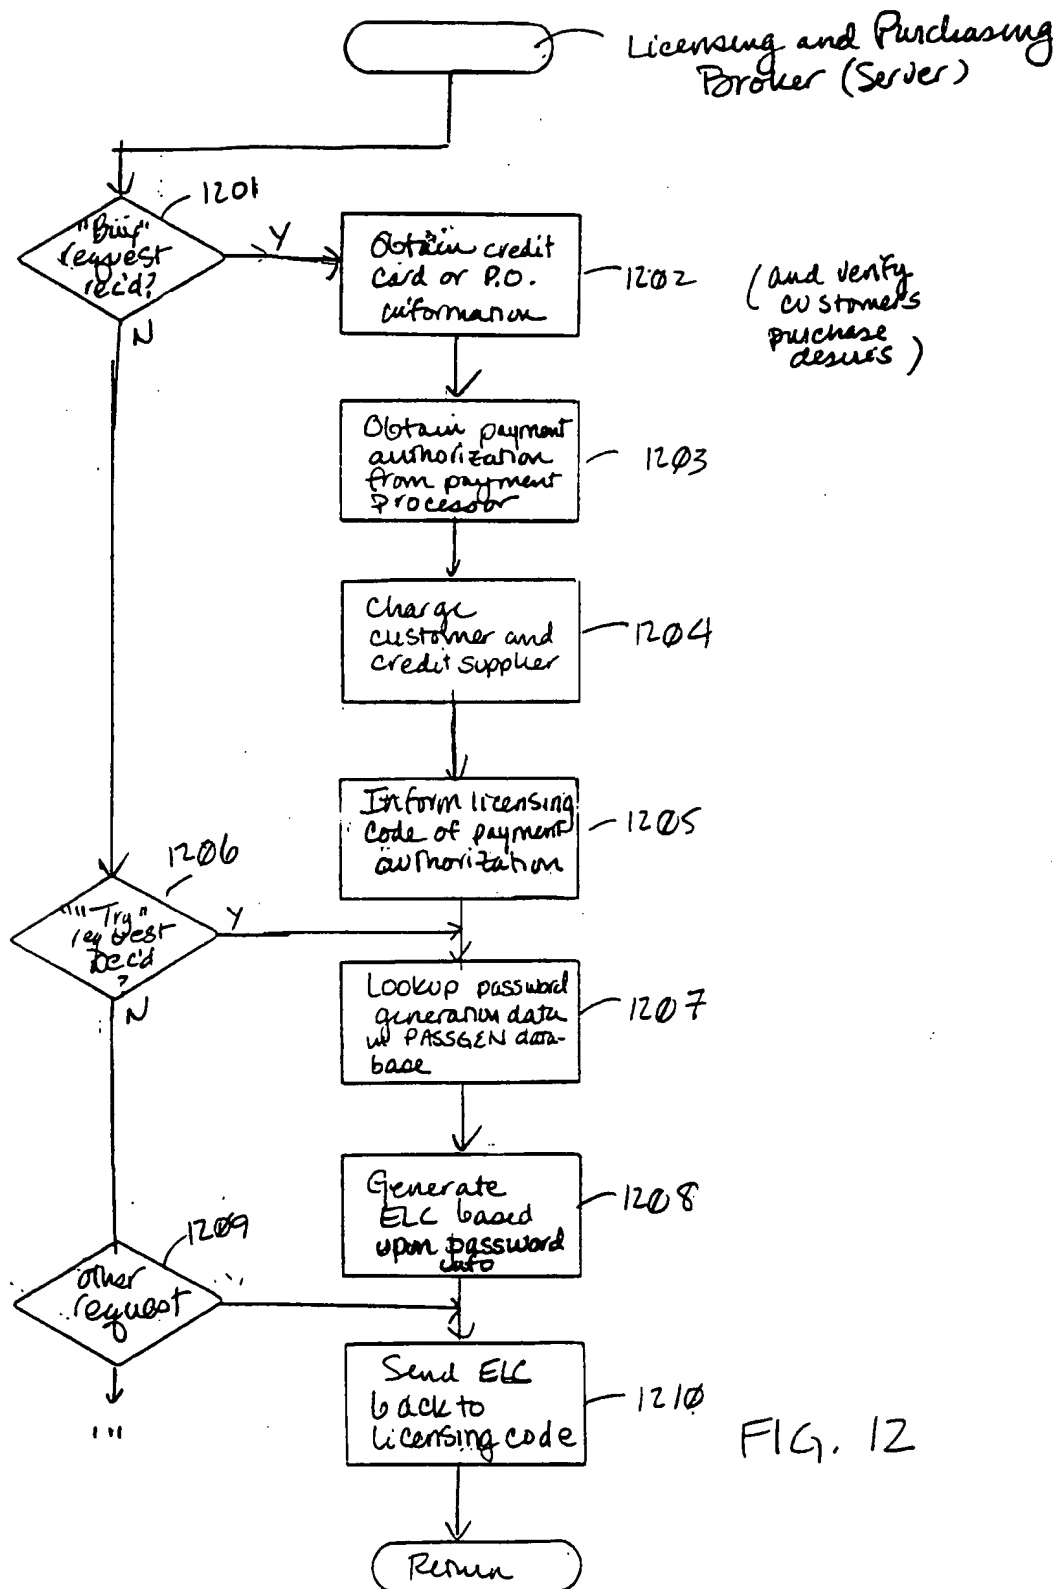 Licensing and Purchasing
Broker (Server)
1201
"Buy"
request
rec'd?
Y
N
Obtain credit
card or P.O.
information
1202
(and verify
customers
purchase
desires)
Obtain payment
authorization
from payment
processor
1203
Charge
customer and
credit supplier
1204
Inform licensing
code of payment
authorization
1205
1206
"Try"
request
rec'd
?
Y
N
Lookup password
generation data
in PASSGEN data-
base
1207
Generate
ELC based
upon password
info
1208
1209
other
request
...
Send ELC
back to
licensing code
1210
FIG. 12
Return